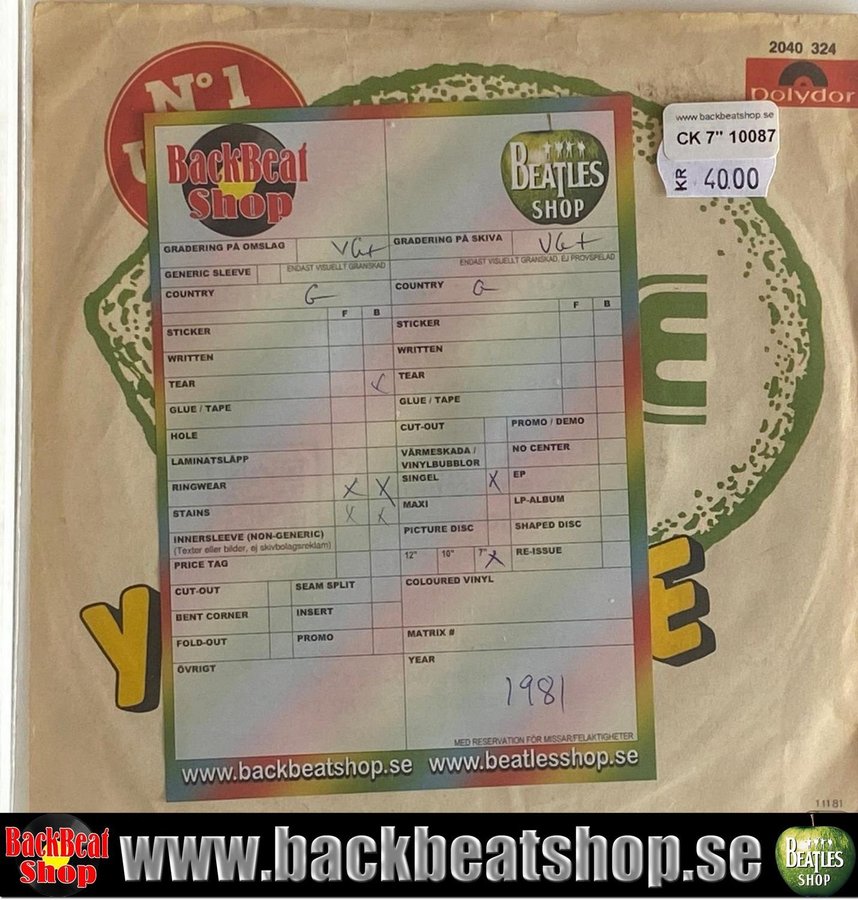 2040 324
Nº 1
Polydor
www.backbeatshop.se
CK 7" 10087
KR 40.00
BackBeat
Shop
BEATLES
SHOP
GRADERING PÅ OMSLAG VG+
GRADERING PÅ SKIVA VG+
ENDAST VISUELLT GRANSKAD
ENDAST VISUELLT GRANSKAD, EJ PROVSPELAD
GENERIC SLEEVE
COUNTRY G
COUNTRY G
F B
F B
STICKER
STICKER
WRITTEN
WRITTEN
TEAR X
TEAR
GLUE / TAPE
GLUE / TAPE
HOLE
CUT-OUT
PROMO / DEMO
LAMINATSLÄPP
VÄRMESKADA /
VINYLBUBBLOR
NO CENTER
RINGWEAR X X
SINGEL X
EP
STAINS X X
MAXI
LP-ALBUM
INNERSLEEVE (NON-GENERIC)
(Texter eller bilder, ej skivbolagsreklam)
PICTURE DISC
SHAPED DISC
PRICE TAG
12" 10" 7" X
RE-ISSUE
CUT-OUT
SEAM SPLIT
COLOURED VINYL
BENT CORNER
INSERT
FOLD-OUT
PROMO
MATRIX #
ÖVRIGT
YEAR
1981
MED RESERVATION FÖR MISSAR/FELAKTIGHETER
www.backbeatshop.se www.beatlesshop.se
E
Y
E
11181
BackBeat
Shop
www.backbeatshop.se
BEATLES
SHOP